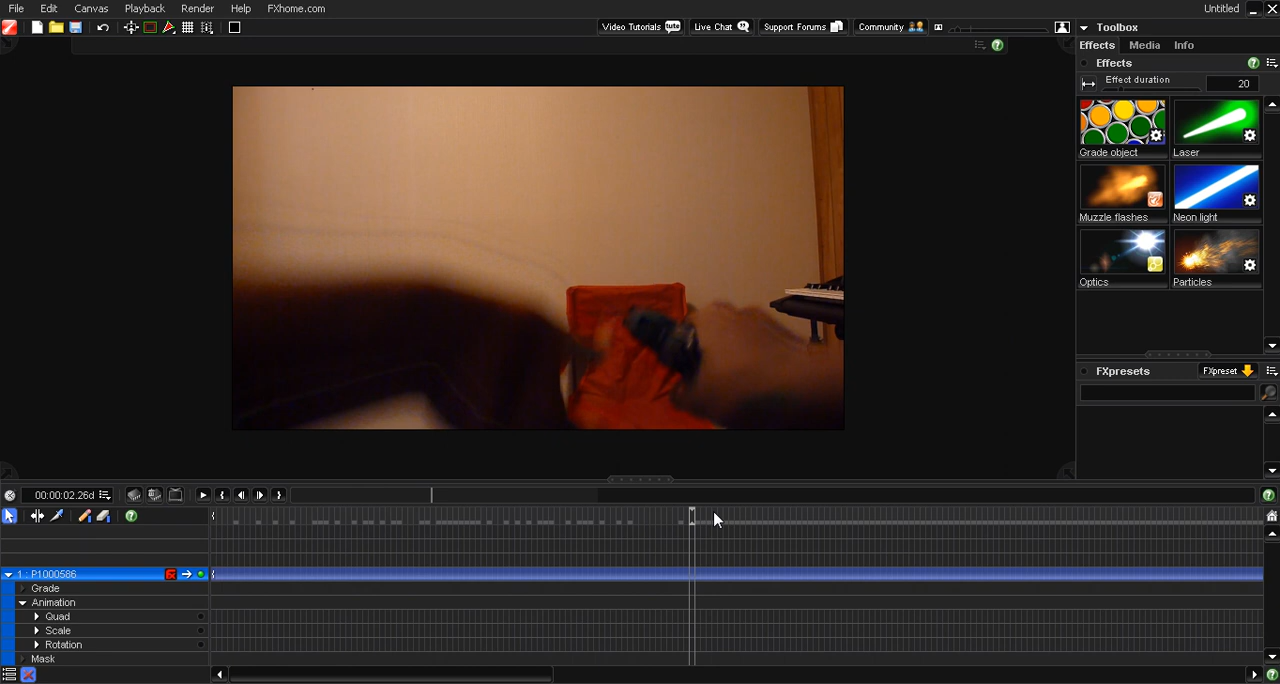 File Edit Canvas Playback Render Help FXhome.com Untitled
Video Tutorials tute Live Chat Support Forums Community
Toolbox
Effects Media Info
Effects
Effect duration 20
Grade object Laser
Muzzle flashes Neon light
Optics Particles
FXpresets FXpreset
00:00:02.26d
1 : P1000586
Grade
Animation
Quad
Scale
Rotation
Mask